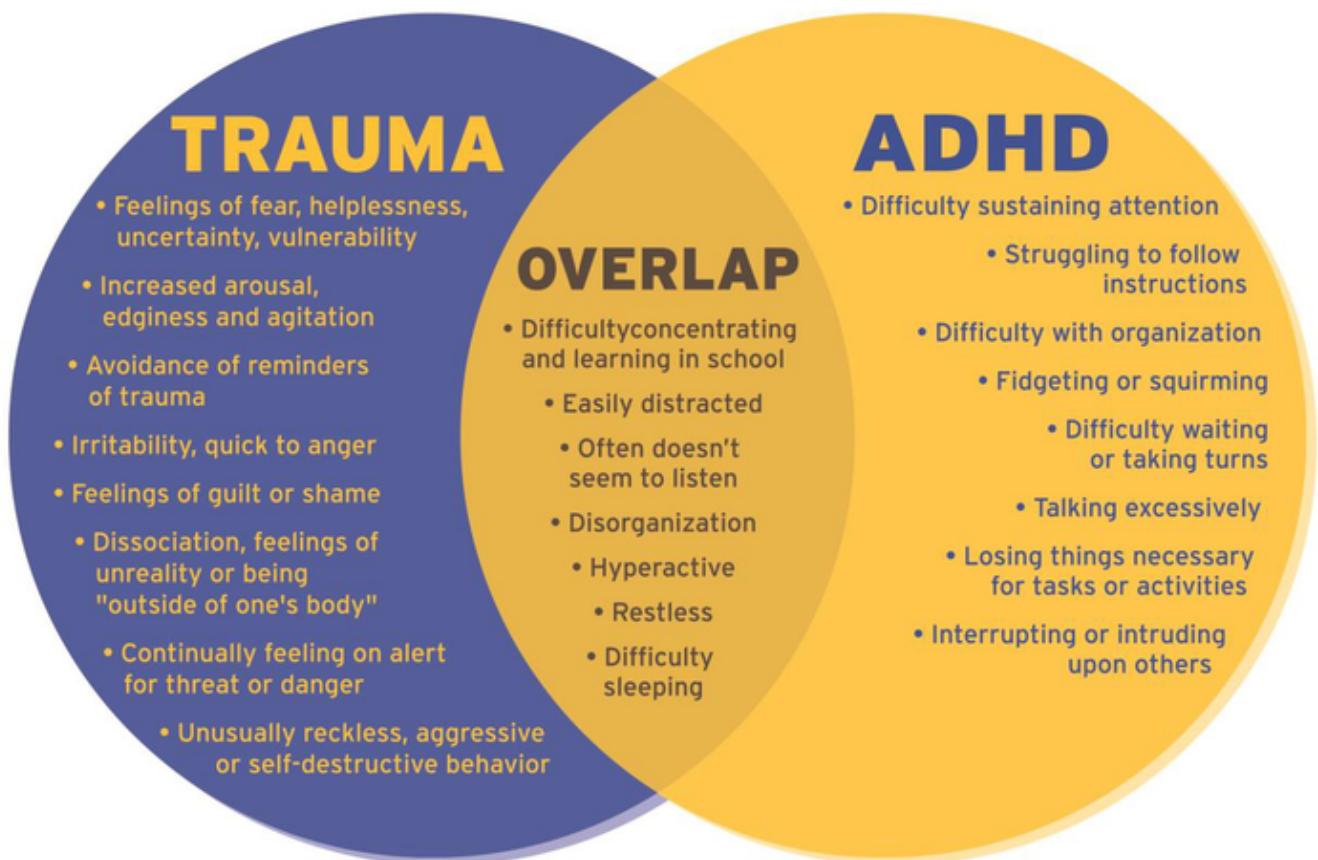 TRAUMA
• Feelings of fear, helplessness,
uncertainty, vulnerability
• Increased arousal,
edginess and agitation
• Avoidance of reminders
of trauma
• Irritability, quick to anger
• Feelings of guilt or shame
• Dissociation, feelings of
unreality or being
"outside of one's body"
• Continually feeling on alert
for threat or danger
• Unusually reckless, aggressive
or self-destructive behavior
OVERLAP
• Difficultyconcentrating
and learning in school
• Easily distracted
• Often doesn't
seem to listen
• Disorganization
• Hyperactive
• Restless
• Difficulty
sleeping
ADHD
• Difficulty sustaining attention
• Struggling to follow
instructions
• Difficulty with organization
• Fidgeting or squirming
• Difficulty waiting
or taking turns
• Talking excessively
• Losing things necessary
for tasks or activities
• Interrupting or intruding
upon others